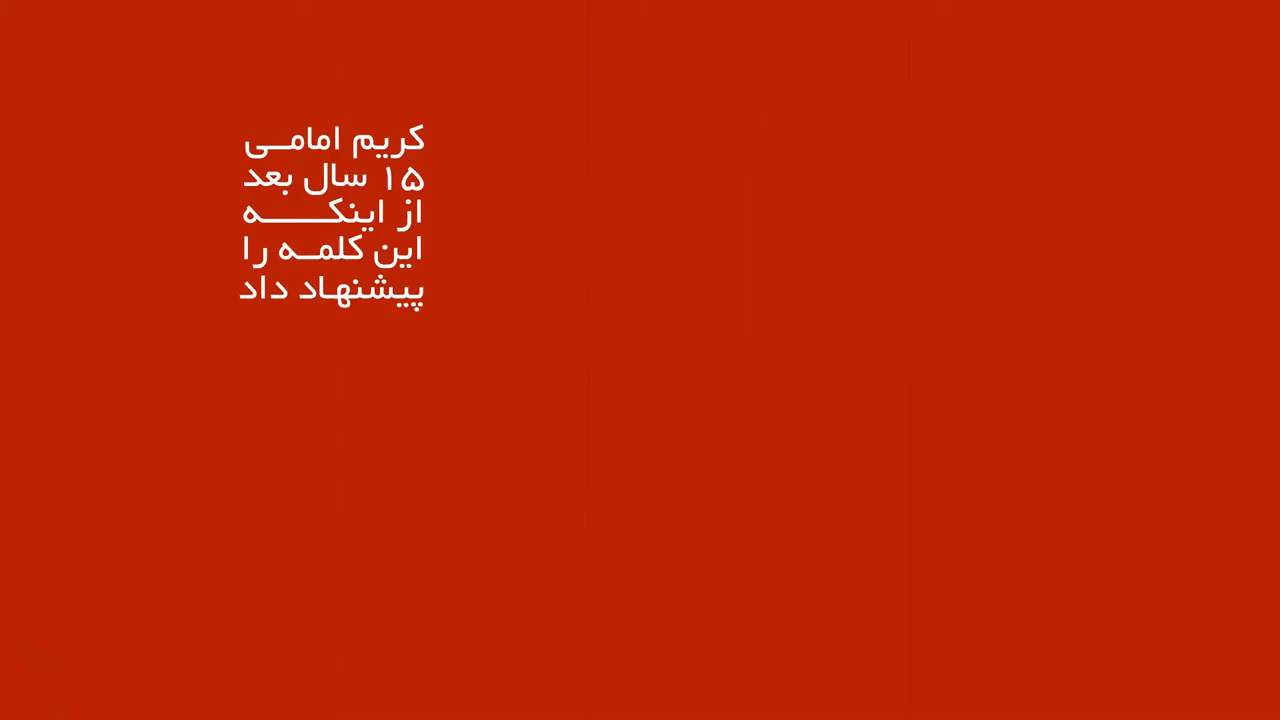 کریم امامی
۱۵ سال بعد
از اینکه
این کلمه را
پیشنهاد داد